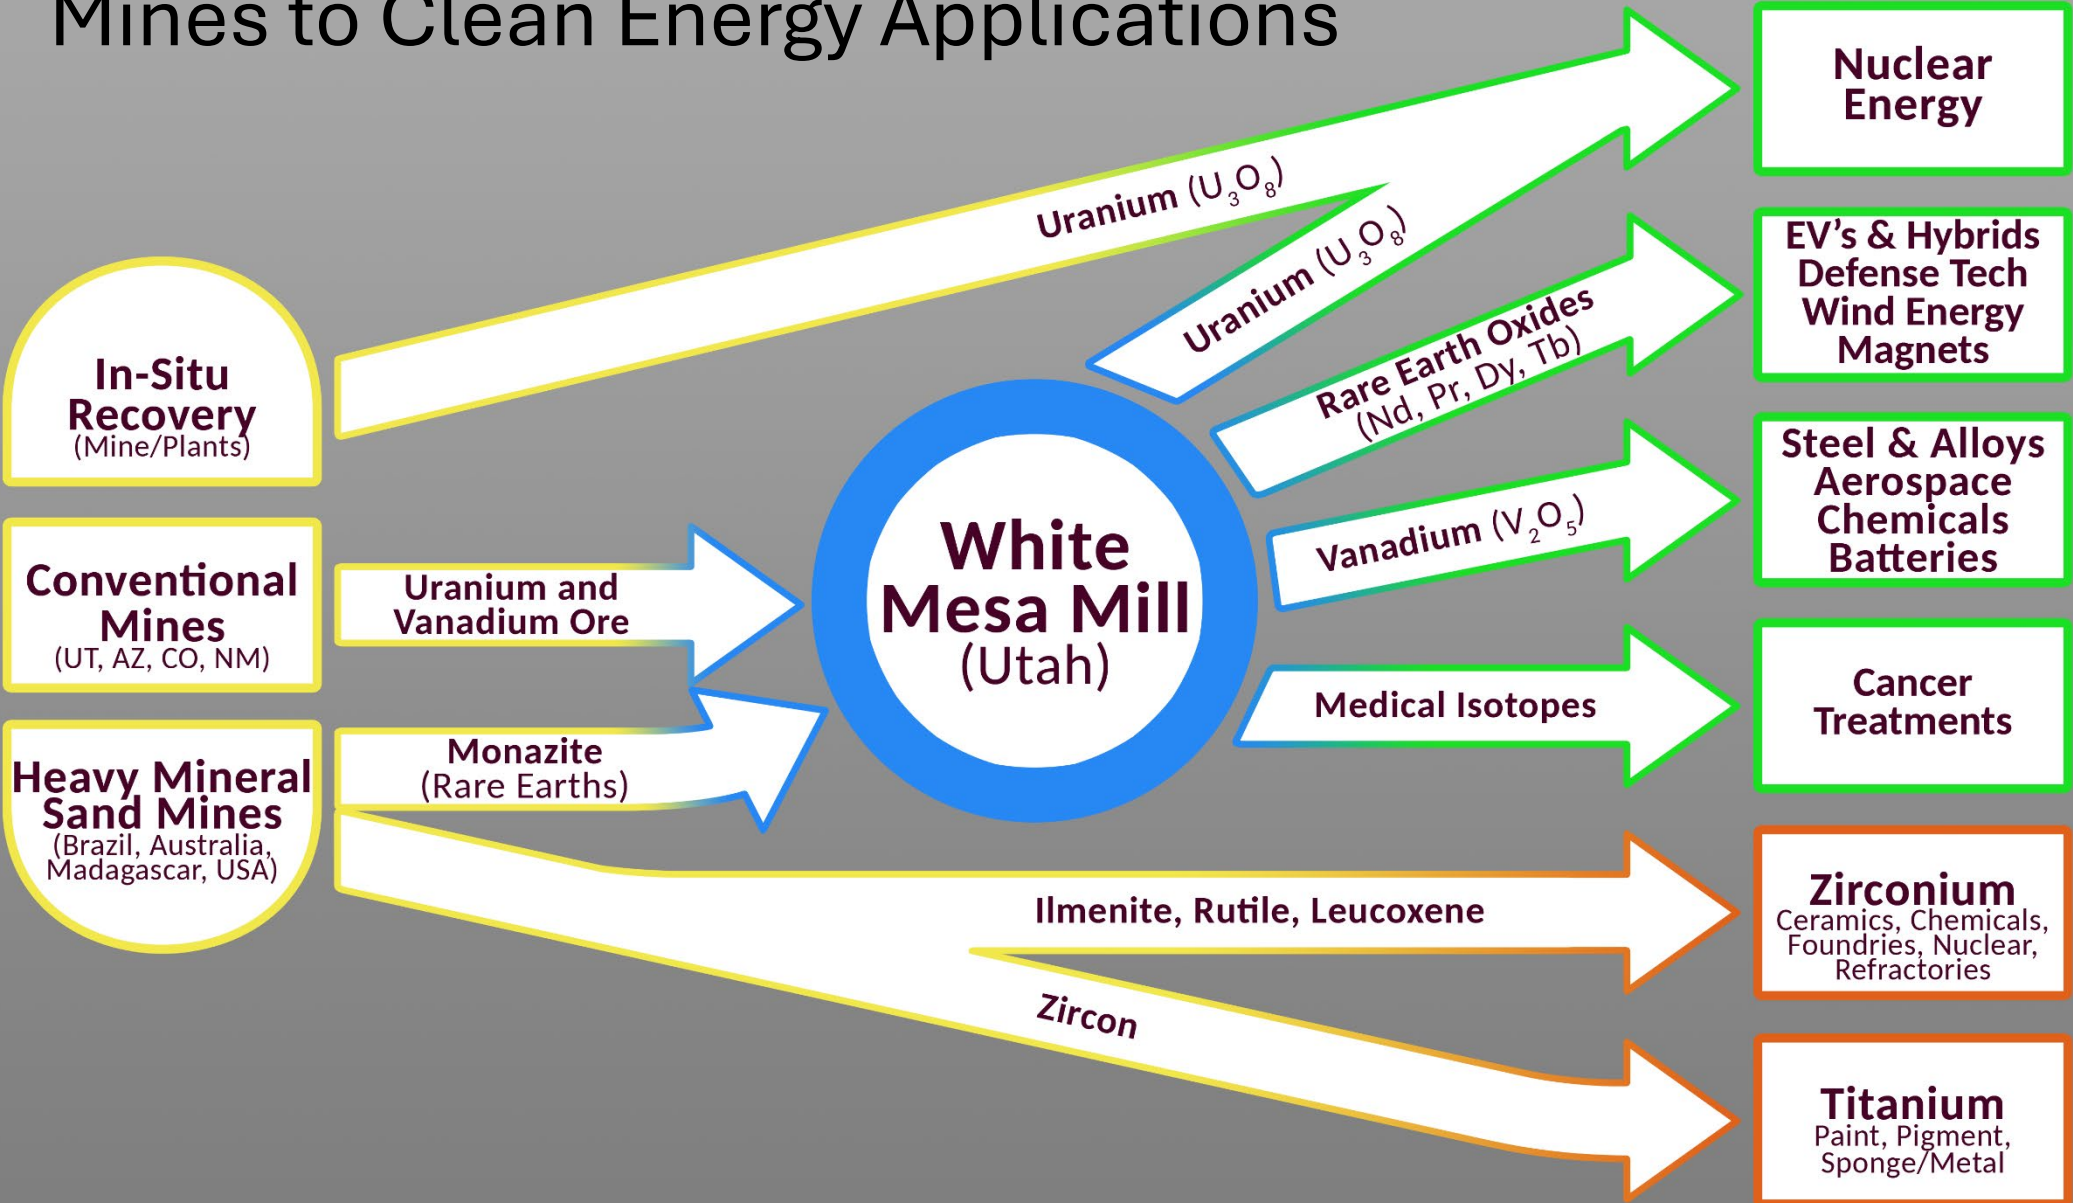 Mines to Clean Energy Applications
In-Situ
Recovery
(Mine/Plants)
Conventional
Mines
(UT, AZ, CO, NM)
Heavy Mineral
Sand Mines
(Brazil, Australia,
Madagascar, USA)
Uranium (U₃O₈)
Uranium (U₃O₈)
Rare Earth Oxides
(Nd, Pr, Dy, Tb)
Vanadium (V₂O₅)
Medical Isotopes
Uranium and
Vanadium Ore
Monazite
(Rare Earths)
White
Mesa Mill
(Utah)
Ilmenite, Rutile, Leucoxene
Zircon
Nuclear
Energy
EV’s & Hybrids
Defense Tech
Wind Energy
Magnets
Steel & Alloys
Aerospace
Chemicals
Batteries
Cancer
Treatments
Zirconium
Ceramics, Chemicals,
Foundries, Nuclear,
Refractories
Titanium
Paint, Pigment,
Sponge/Metal